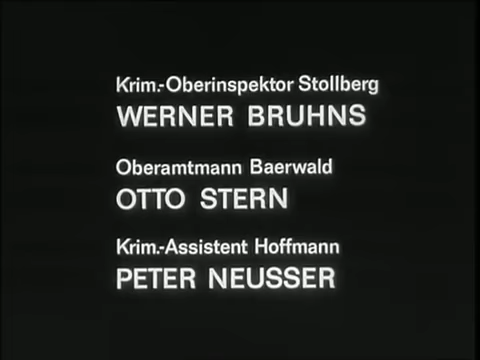 Krim.-Oberinspektor Stollberg
WERNER BRUHNS
Oberamtmann Baerwald
OTTO STERN
Krim.-Assistent Hoffmann
PETER NEUSSER